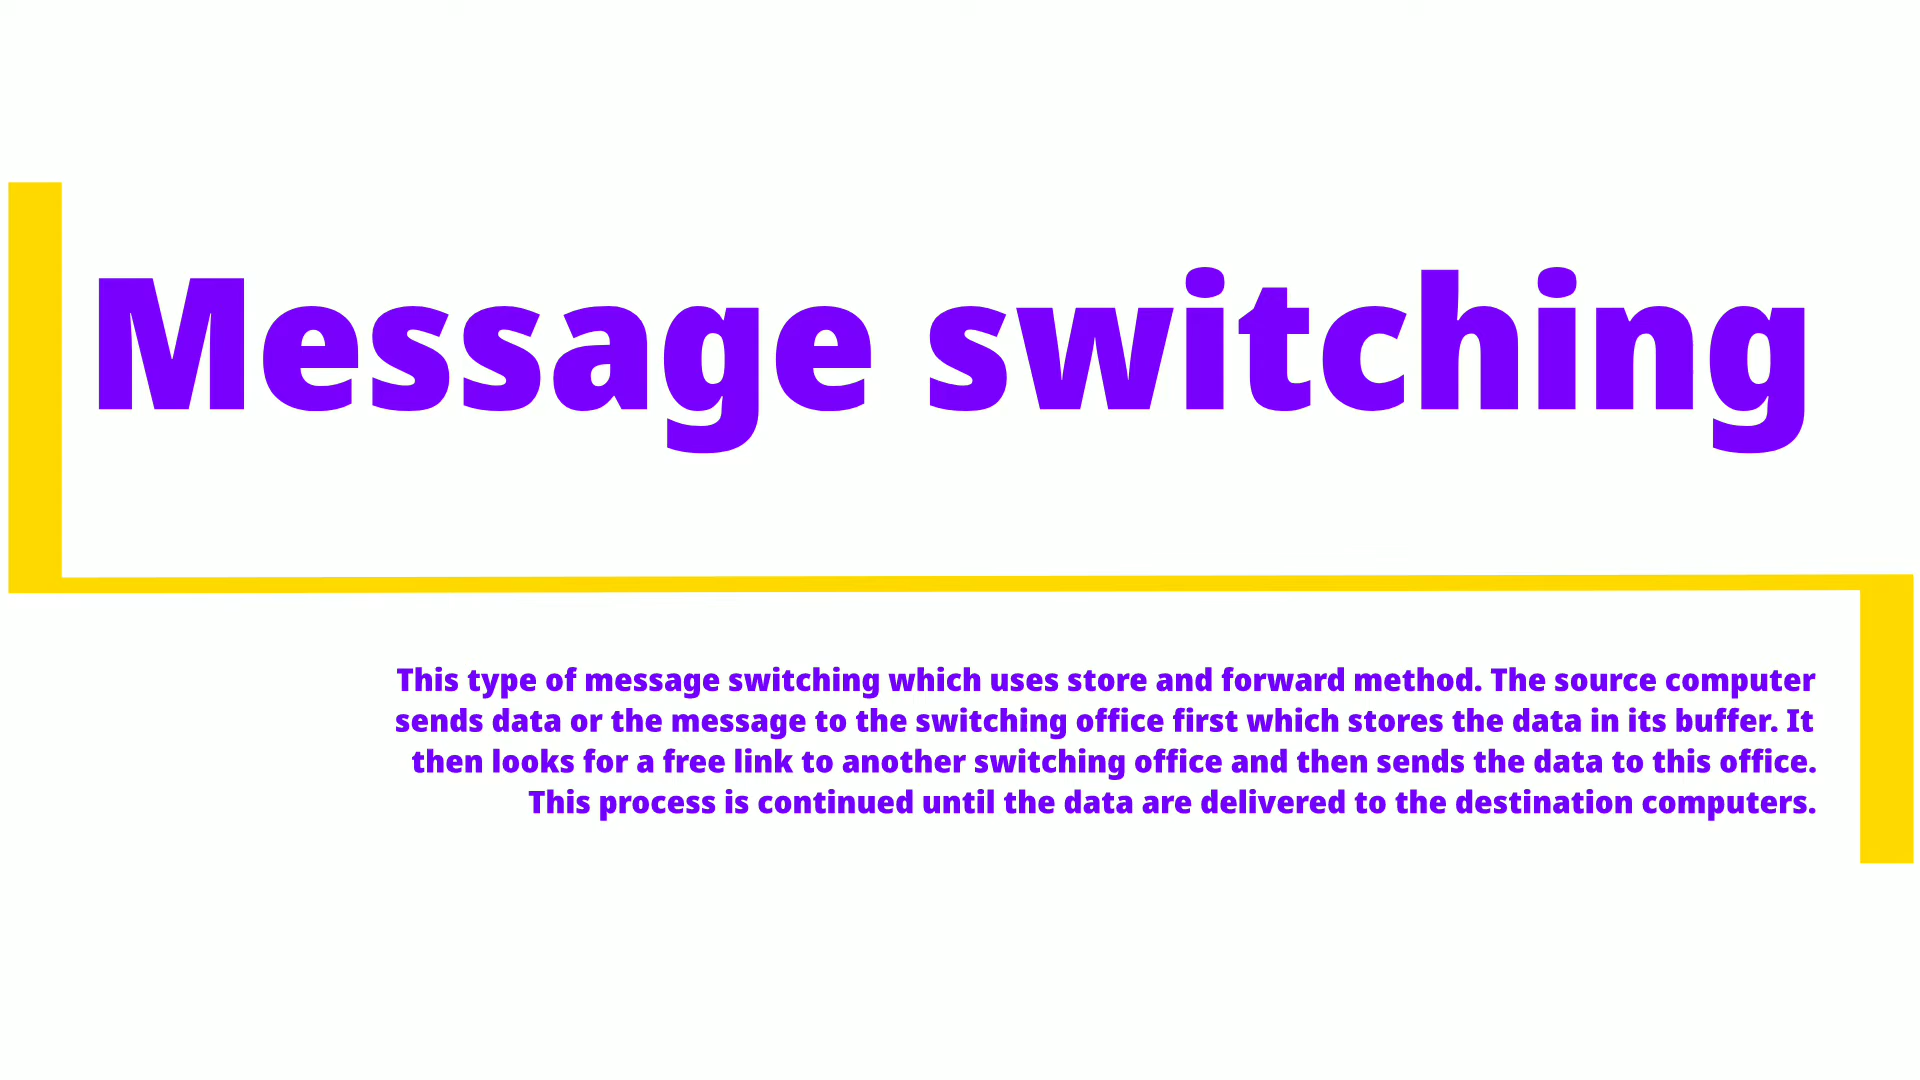 Message switching
This type of message switching which uses store and forward method. The source computer
sends data or the message to the switching office first which stores the data in its buffer. It
then looks for a free link to another switching office and then sends the data to this office.
This process is continued until the data are delivered to the destination computers.